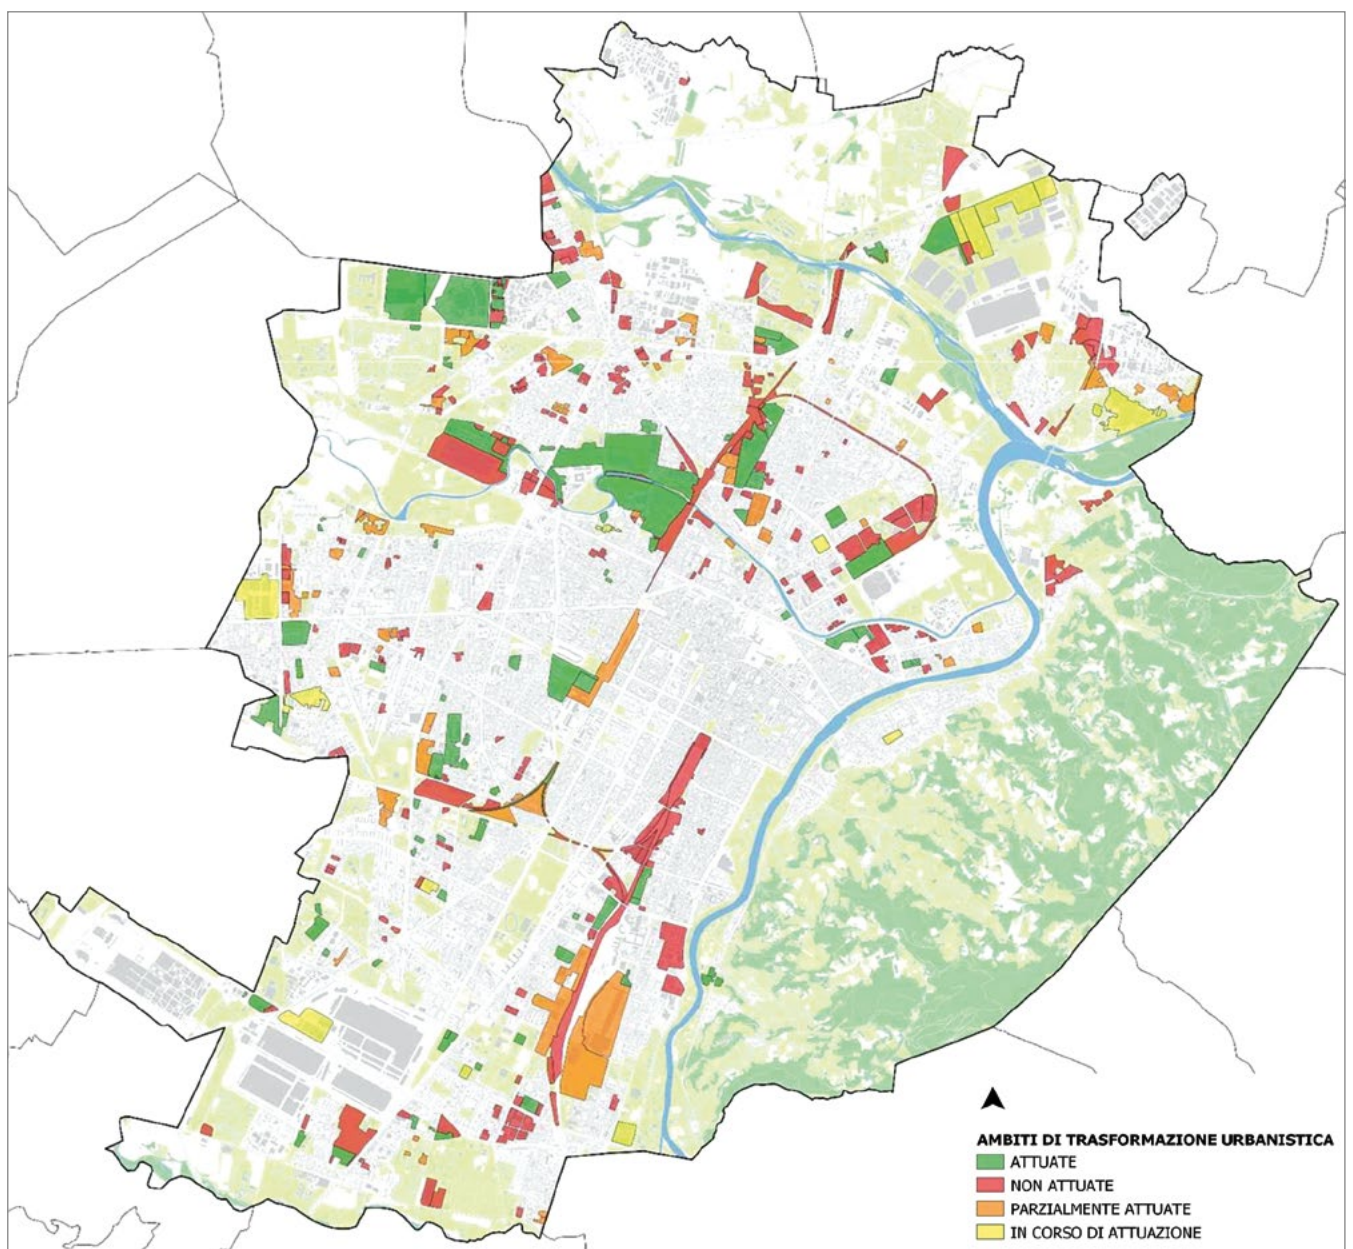 AMBITI DI TRASFORMAZIONE URBANISTICA
ATTUATE
NON ATTUATE
PARZIALMENTE ATTUATE
IN CORSO DI ATTUAZIONE